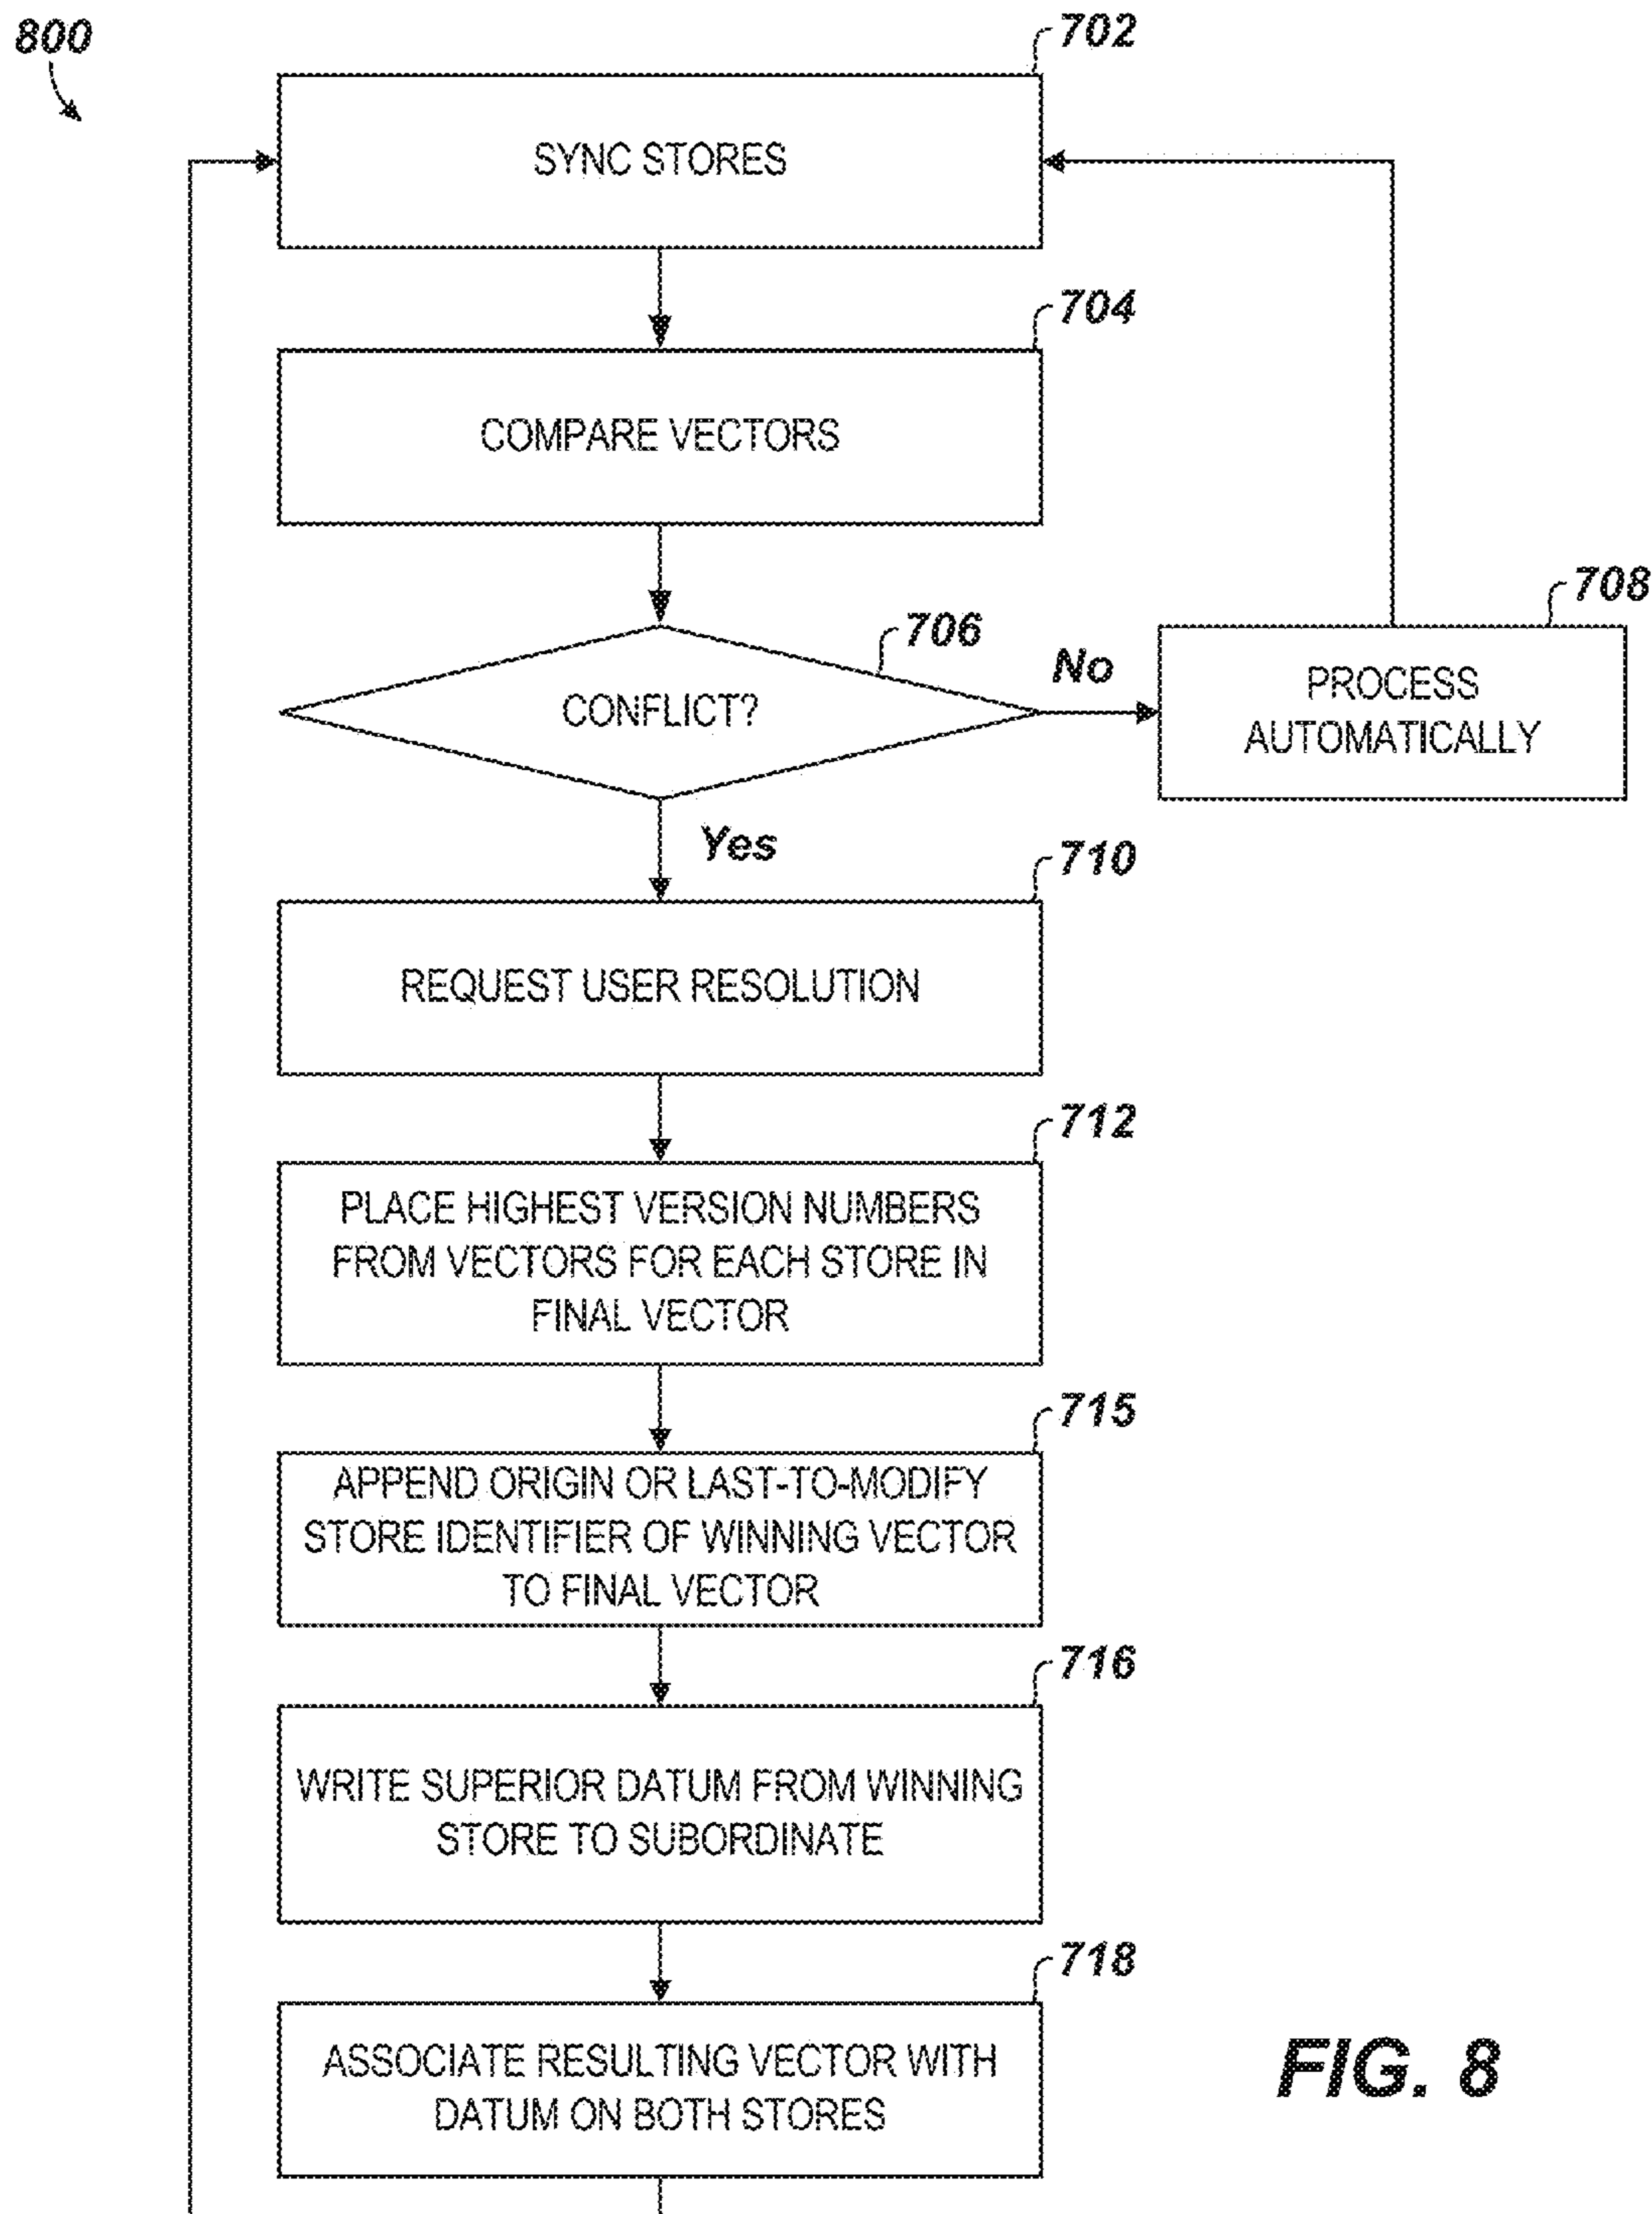 800
702
SYNC STORES
704
COMPARE VECTORS
706
CONFLICT?
No
708
PROCESS
AUTOMATICALLY
Yes
710
REQUEST USER RESOLUTION
712
PLACE HIGHEST VERSION NUMBERS
FROM VECTORS FOR EACH STORE IN
FINAL VECTOR
715
APPEND ORIGIN OR LAST-TO-MODIFY
STORE IDENTIFIER OF WINNING VECTOR
TO FINAL VECTOR
716
WRITE SUPERIOR DATUM FROM WINNING
STORE TO SUBORDINATE
718
ASSOCIATE RESULTING VECTOR WITH
DATUM ON BOTH STORES
FIG. 8